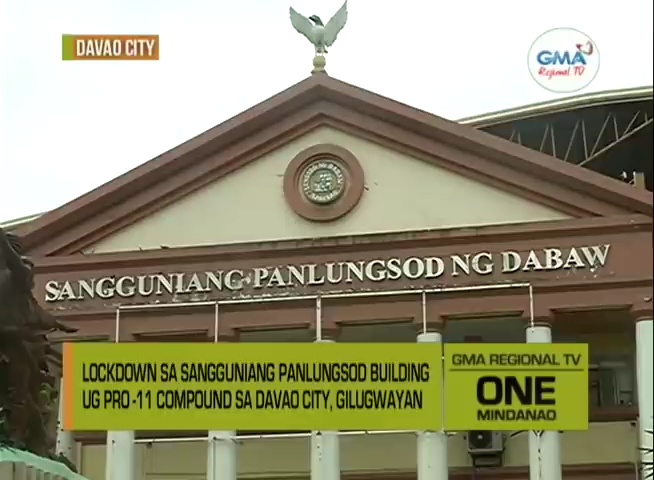 DAVAO CITY
GMA
Regional TV
SANGGUNIANG PANLUNGSOD NG DABAW
LOCKDOWN SA SANGGUNIANG PANLUNGSOD BUILDING
UG PRO-11 COMPOUND SA DAVAO CITY, GILUGWAYAN
GMA REGIONAL TV
ONE
MINDANAO